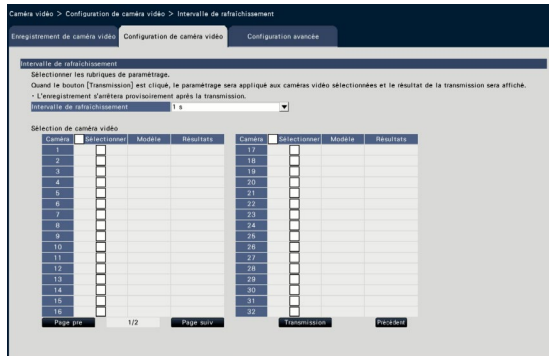 Caméra vidéo > Configuration de caméra vidéo > Intervalle de rafraîchissement
Enregistrement de caméra vidéo Configuration de caméra vidéo Configuration avancée
Intervalle de rafraîchissement
Sélectionner les rubriques de paramétrage.
Quand le bouton [Transmission] est cliqué, le paramétrage sera appliqué aux caméras vidéo sélectionnées et le résultat de la transmission sera affiché.
- L'enregistrement s'arrêtera provisoirement après la transmission.
Intervalle de rafraîchissement 1 s
Sélection de caméra vidéo
Caméra Sélectionner Modèle Résultats Caméra Sélectionner Modèle Résultats
1 17
2 18
3 19
4 20
5 21
6 22
7 23
8 24
9 25
10 26
11 27
12 28
13 29
14 30
15 31
16 32
Page pre 1/2 Page suiv Transmission Précédent